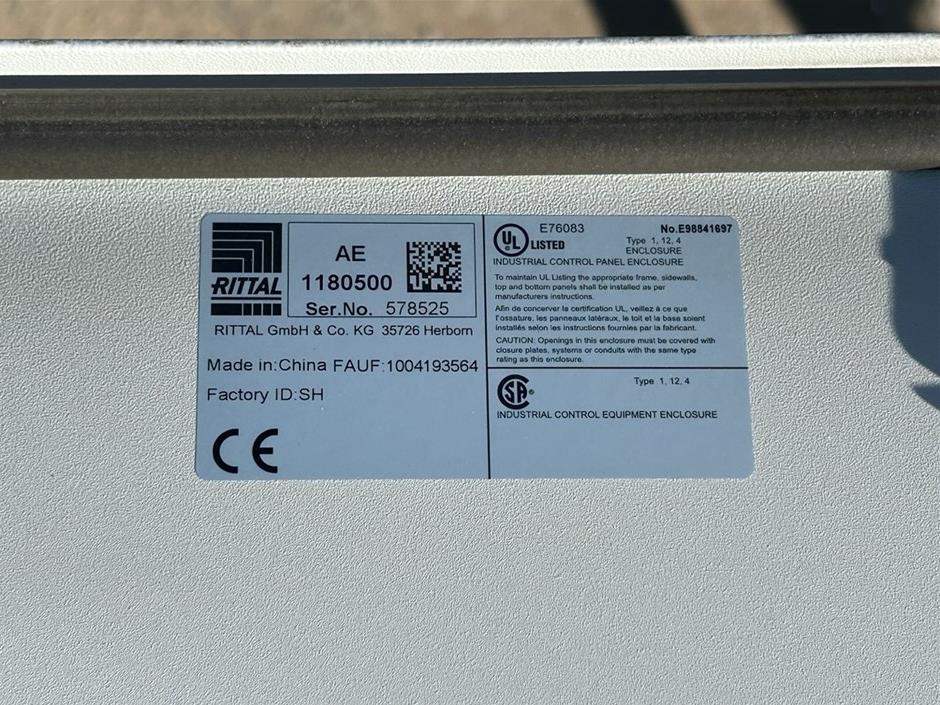 RITTAL
AE
1180500
Ser.No. 578525
RITTAL GmbH & Co. KG 35726 Herborn
Made in:China FAUF:1004193564
Factory ID:SH
CE
UL LISTED
E76083
No.E98841697
Type 1, 12, 4
ENCLOSURE
INDUSTRIAL CONTROL PANEL ENCLOSURE
To maintain UL Listing the appropriate frame, sidewalls,
top and bottom panels shall be installed as per
manufacturers instructions.
Afin de concerver la certification UL, veillez à ce que
l'ossature, les panneaux latéraux, le toit et la base soient
installés selon les instructions fournies par la fabricant.
CAUTION: Openings in this enclosure must be covered with
closure plates, systems or conduits with the same type
rating as this enclosure.
SA
Type 1, 12, 4
INDUSTRIAL CONTROL EQUIPMENT ENCLOSURE